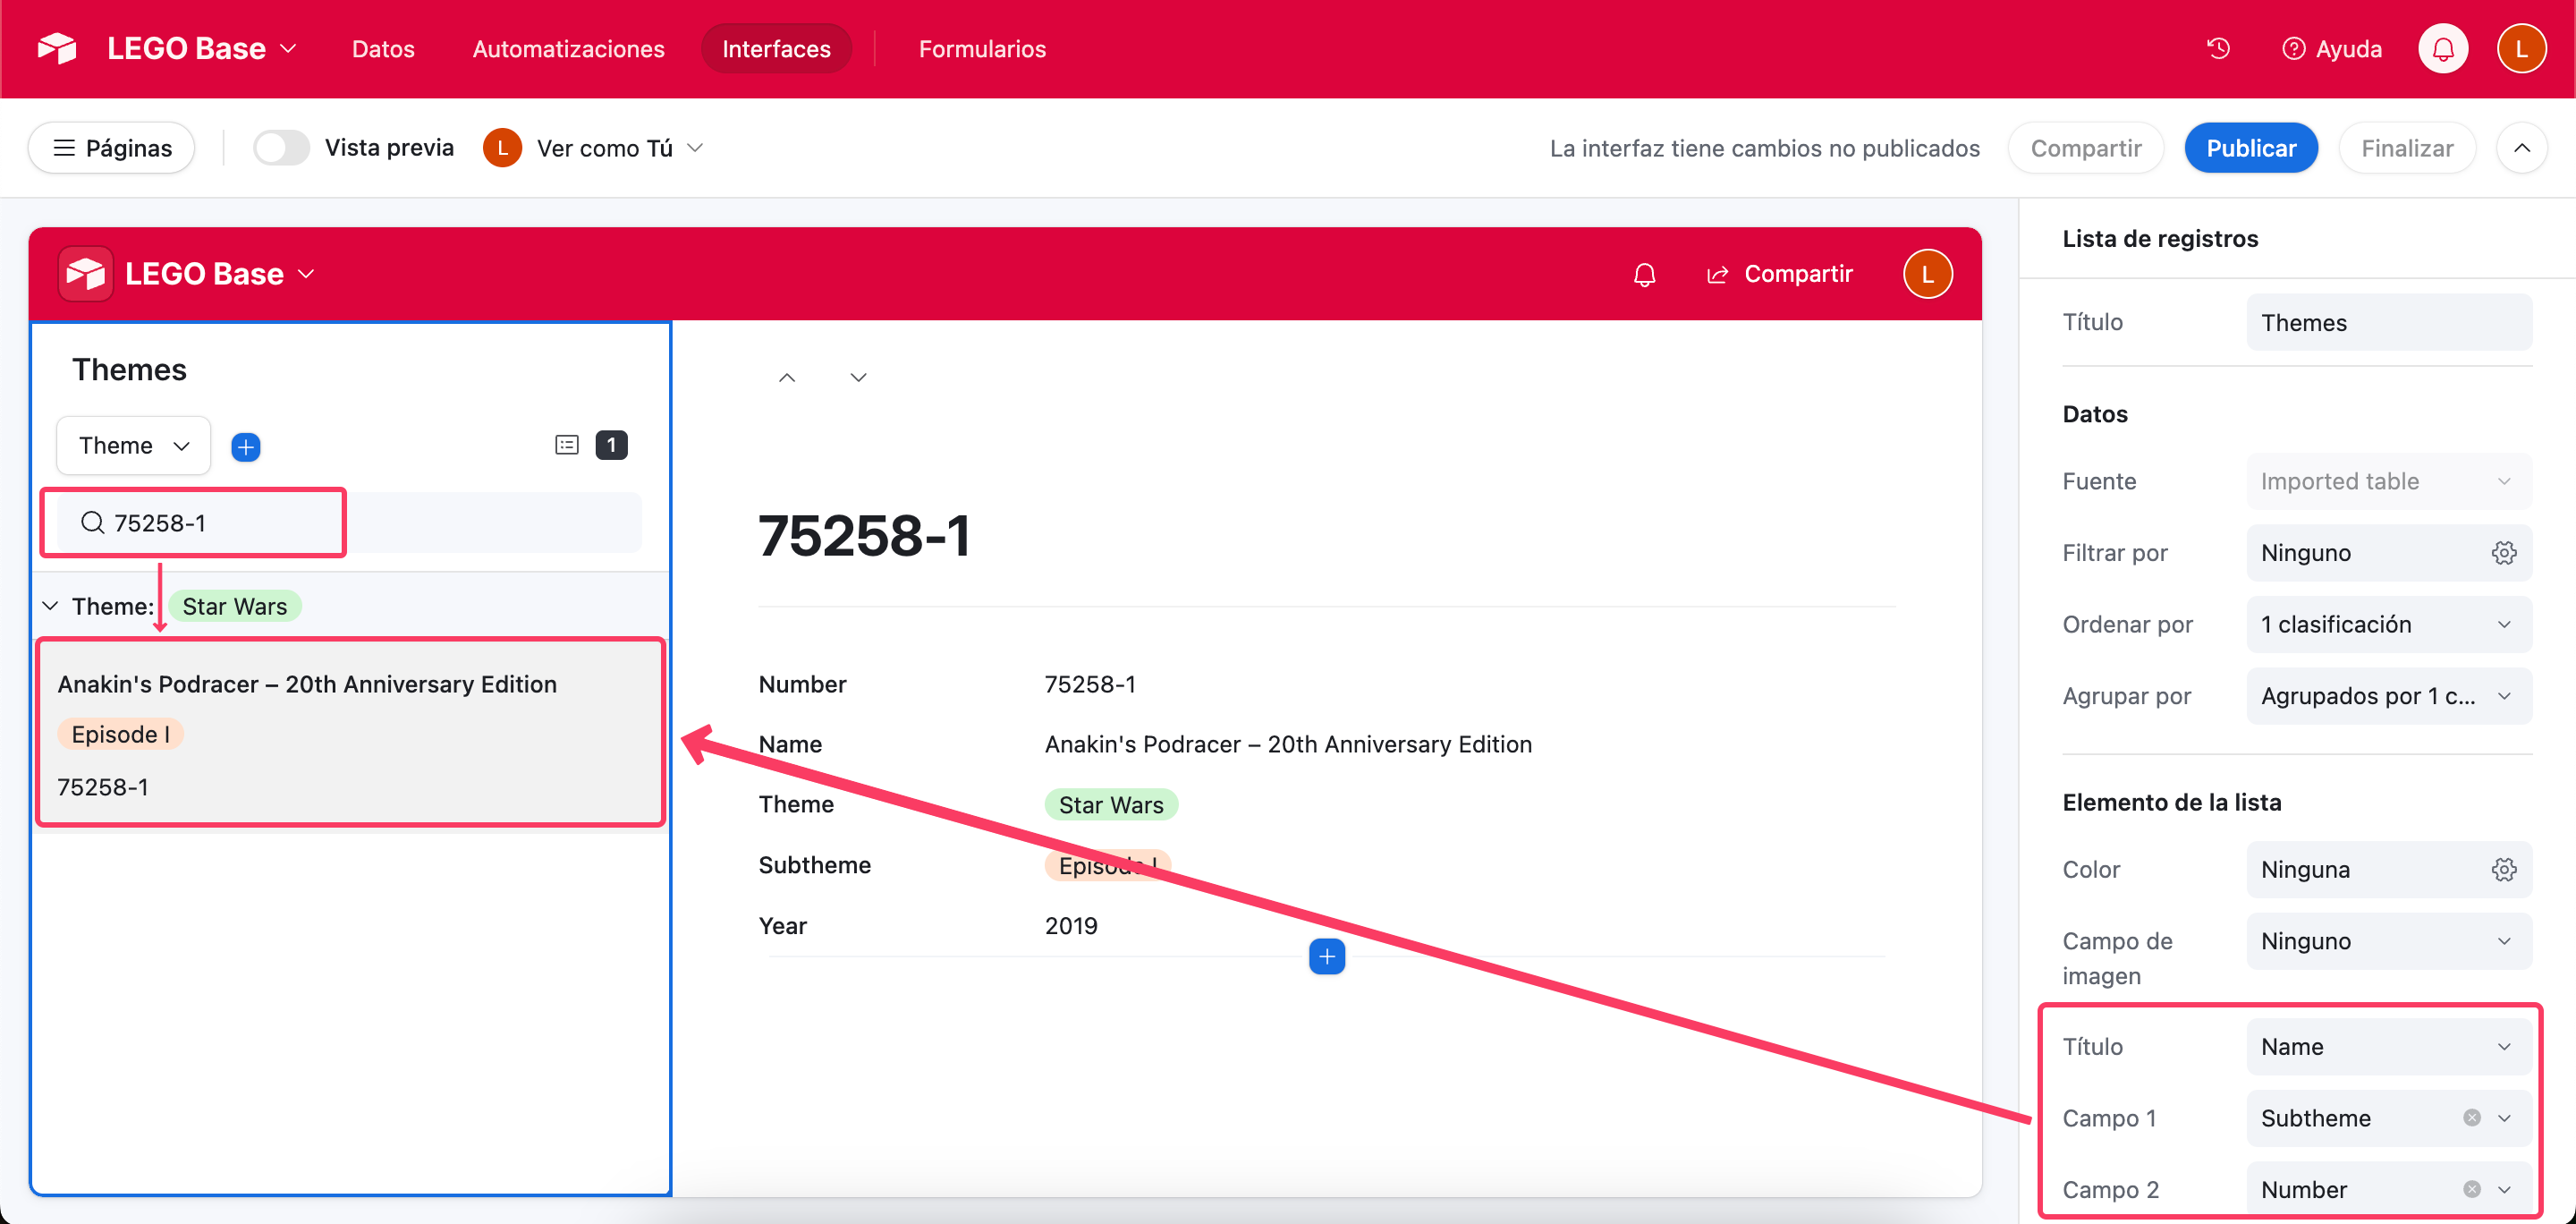 LEGO Base
Datos
Automatizaciones
Interfaces
Formularios
Ayuda
L
Páginas
Vista previa
L
Ver como Tú
La interfaz tiene cambios no publicados
Compartir
Publicar
Finalizar
LEGO Base
Compartir
L
Themes
Theme
1
75258-1
Theme:
Star Wars
Anakin's Podracer – 20th Anniversary Edition
Episode I
75258-1
75258-1
Number
75258-1
Name
Anakin's Podracer – 20th Anniversary Edition
Theme
Star Wars
Subtheme
Episode I
Year
2019
Lista de registros
Título
Themes
Datos
Fuente
Imported table
Filtrar por
Ninguno
Ordenar por
1 clasificación
Agrupar por
Agrupados por 1 c...
Elemento de la lista
Color
Ninguna
Campo de
imagen
Ninguno
Título
Name
Campo 1
Subtheme
Campo 2
Number